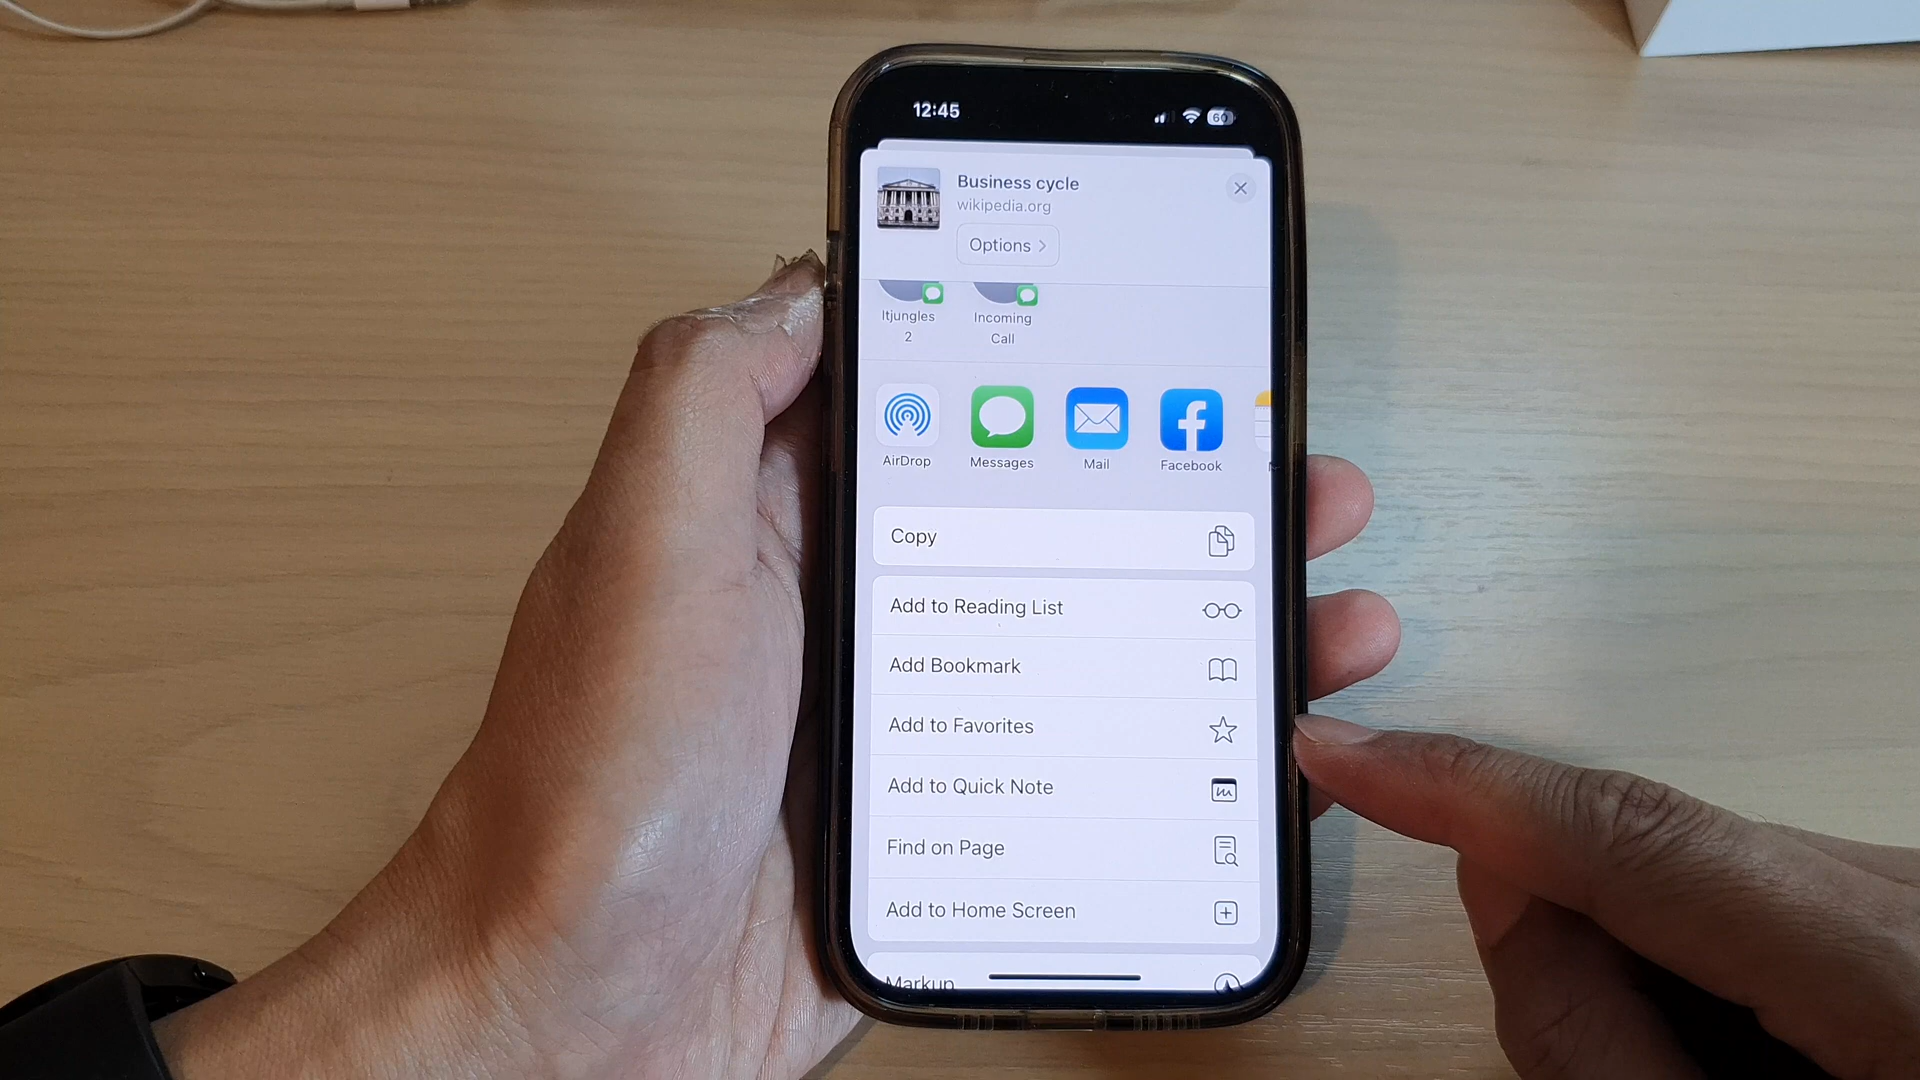 12:45
60
Business cycle
wikipedia.org
Options
Itjungles
2
Incoming
Call
AirDrop
Messages
Mail
Facebook
Copy
Add to Reading List
Add Bookmark
Add to Favorites
Add to Quick Note
Find on Page
Add to Home Screen
Markup